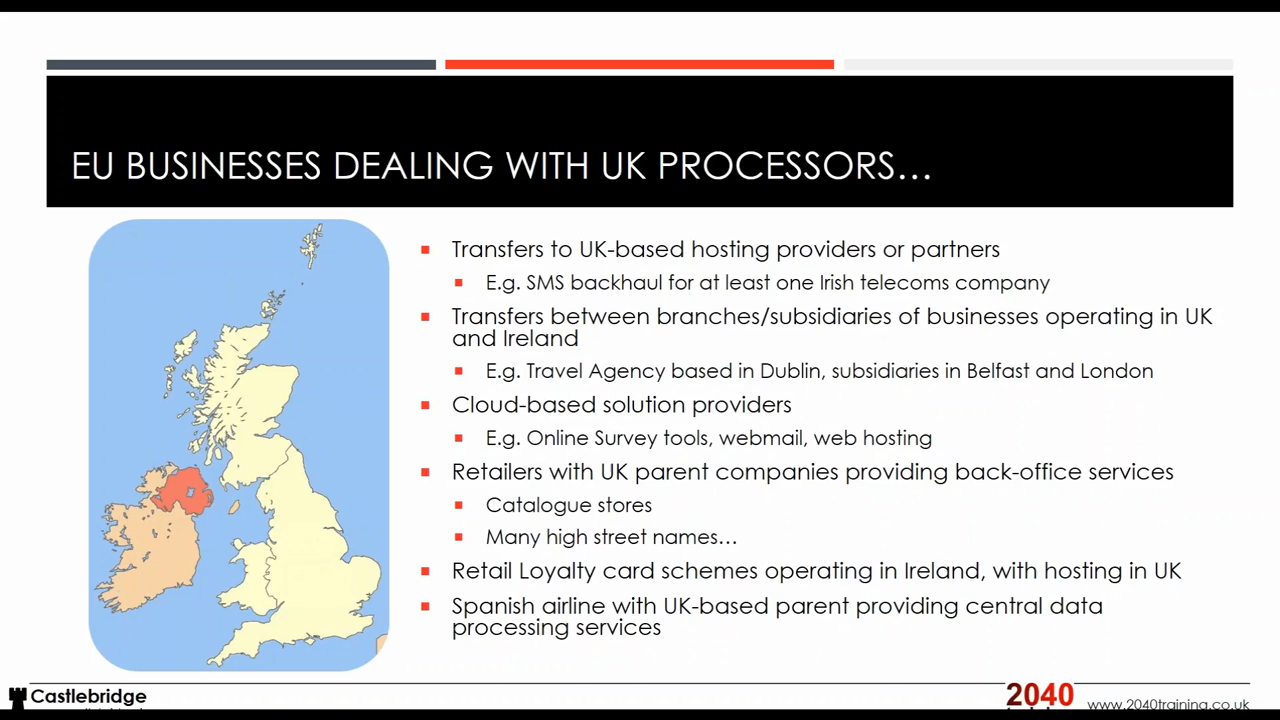 EU BUSINESSES DEALING WITH UK PROCESSORS...
Transfers to UK-based hosting providers or partners
E.g. SMS backhaul for at least one Irish telecoms company
Transfers between branches/subsidiaries of businesses operating in UK
and Ireland
E.g. Travel Agency based in Dublin, subsidiaries in Belfast and London
Cloud-based solution providers
E.g. Online Survey tools, webmail, web hosting
Retailers with UK parent companies providing back-office services
Catalogue stores
Many high street names...
Retail Loyalty card schemes operating in Ireland, with hosting in UK
Spanish airline with UK-based parent providing central data
processing services
Castlebridge
2040
www.2040training.co.uk